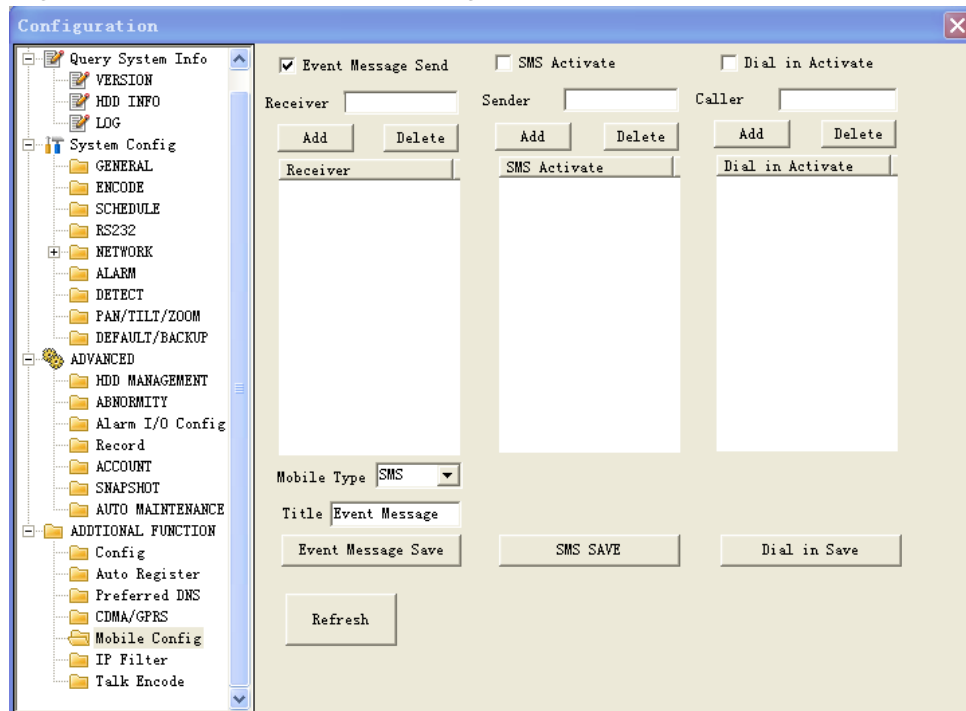 Configuration
Query System Info
VERSION
HDD INFO
LOG
System Config
GENERAL
ENCODE
SCHEDULE
RS232
NETWORK
ALARM
DETECT
PAN/TILT/ZOOM
DEFAULT/BACKUP
ADVANCED
HDD MANAGEMENT
ABNORMITY
Alarm I/O Config
Record
ACCOUNT
SNAPSHOT
AUTO MAINTENANCE
ADDTIONAL FUNCTION
Config
Auto Register
Preferred DNS
CDMA/GPRS
Mobile Config
IP Filter
Talk Encode
Event Message Send
Receiver
Add Delete
Receiver
Mobile Type SMS
Title Event Message
Event Message Save
Refresh
SMS Activate
Sender
Add Delete
SMS Activate
SMS SAVE
Dial in Activate
Caller
Add Delete
Dial in Activate
Dial in Save